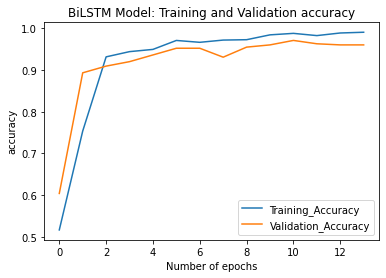 BiLSTM Model: Training and Validation accuracy
1.0
0.9
0.8
0.7
0.6
0.5
accuracy
Training_Accuracy
Validation_Accuracy
0 2 4 6 8 10 12
Number of epochs